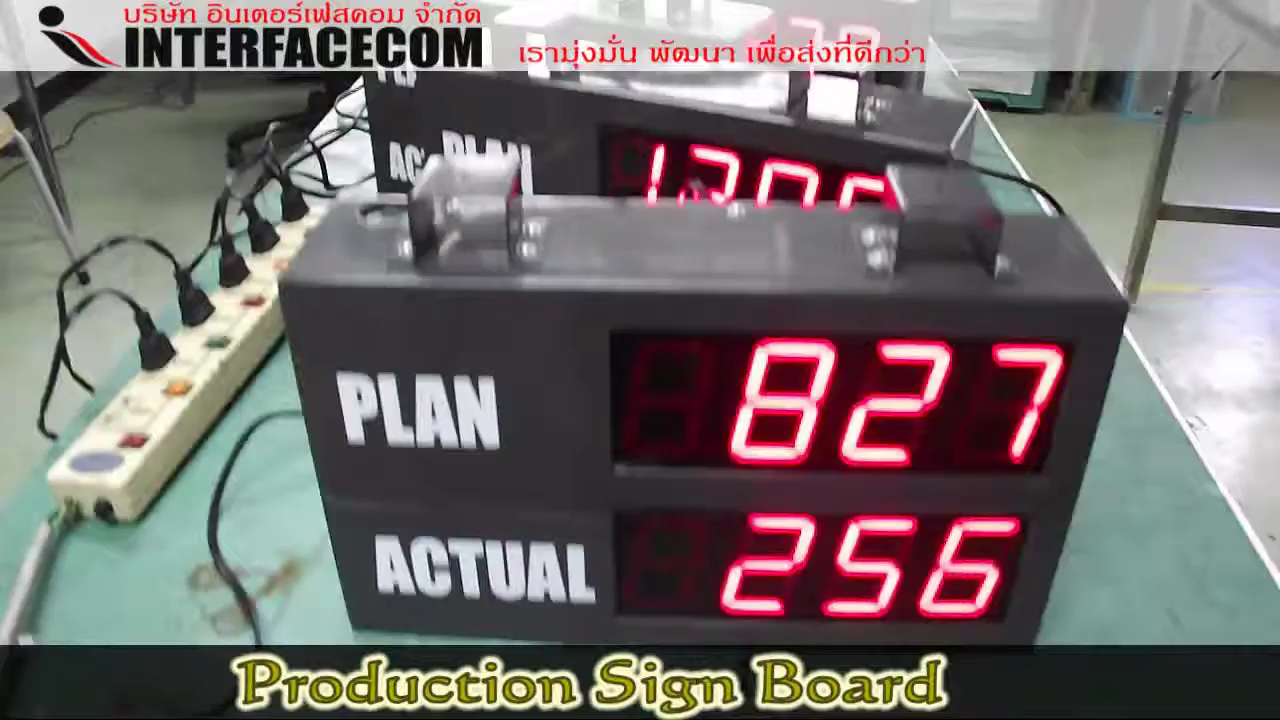 บริษัท อินเตอร์เฟสคอม จำกัด
INTERFACECOM
เรามุ่งมั่น พัฒนา เพื่อส่งที่ดีกว่า
PLAN
PLAN
827
ACTUAL
256
Production Sign Board